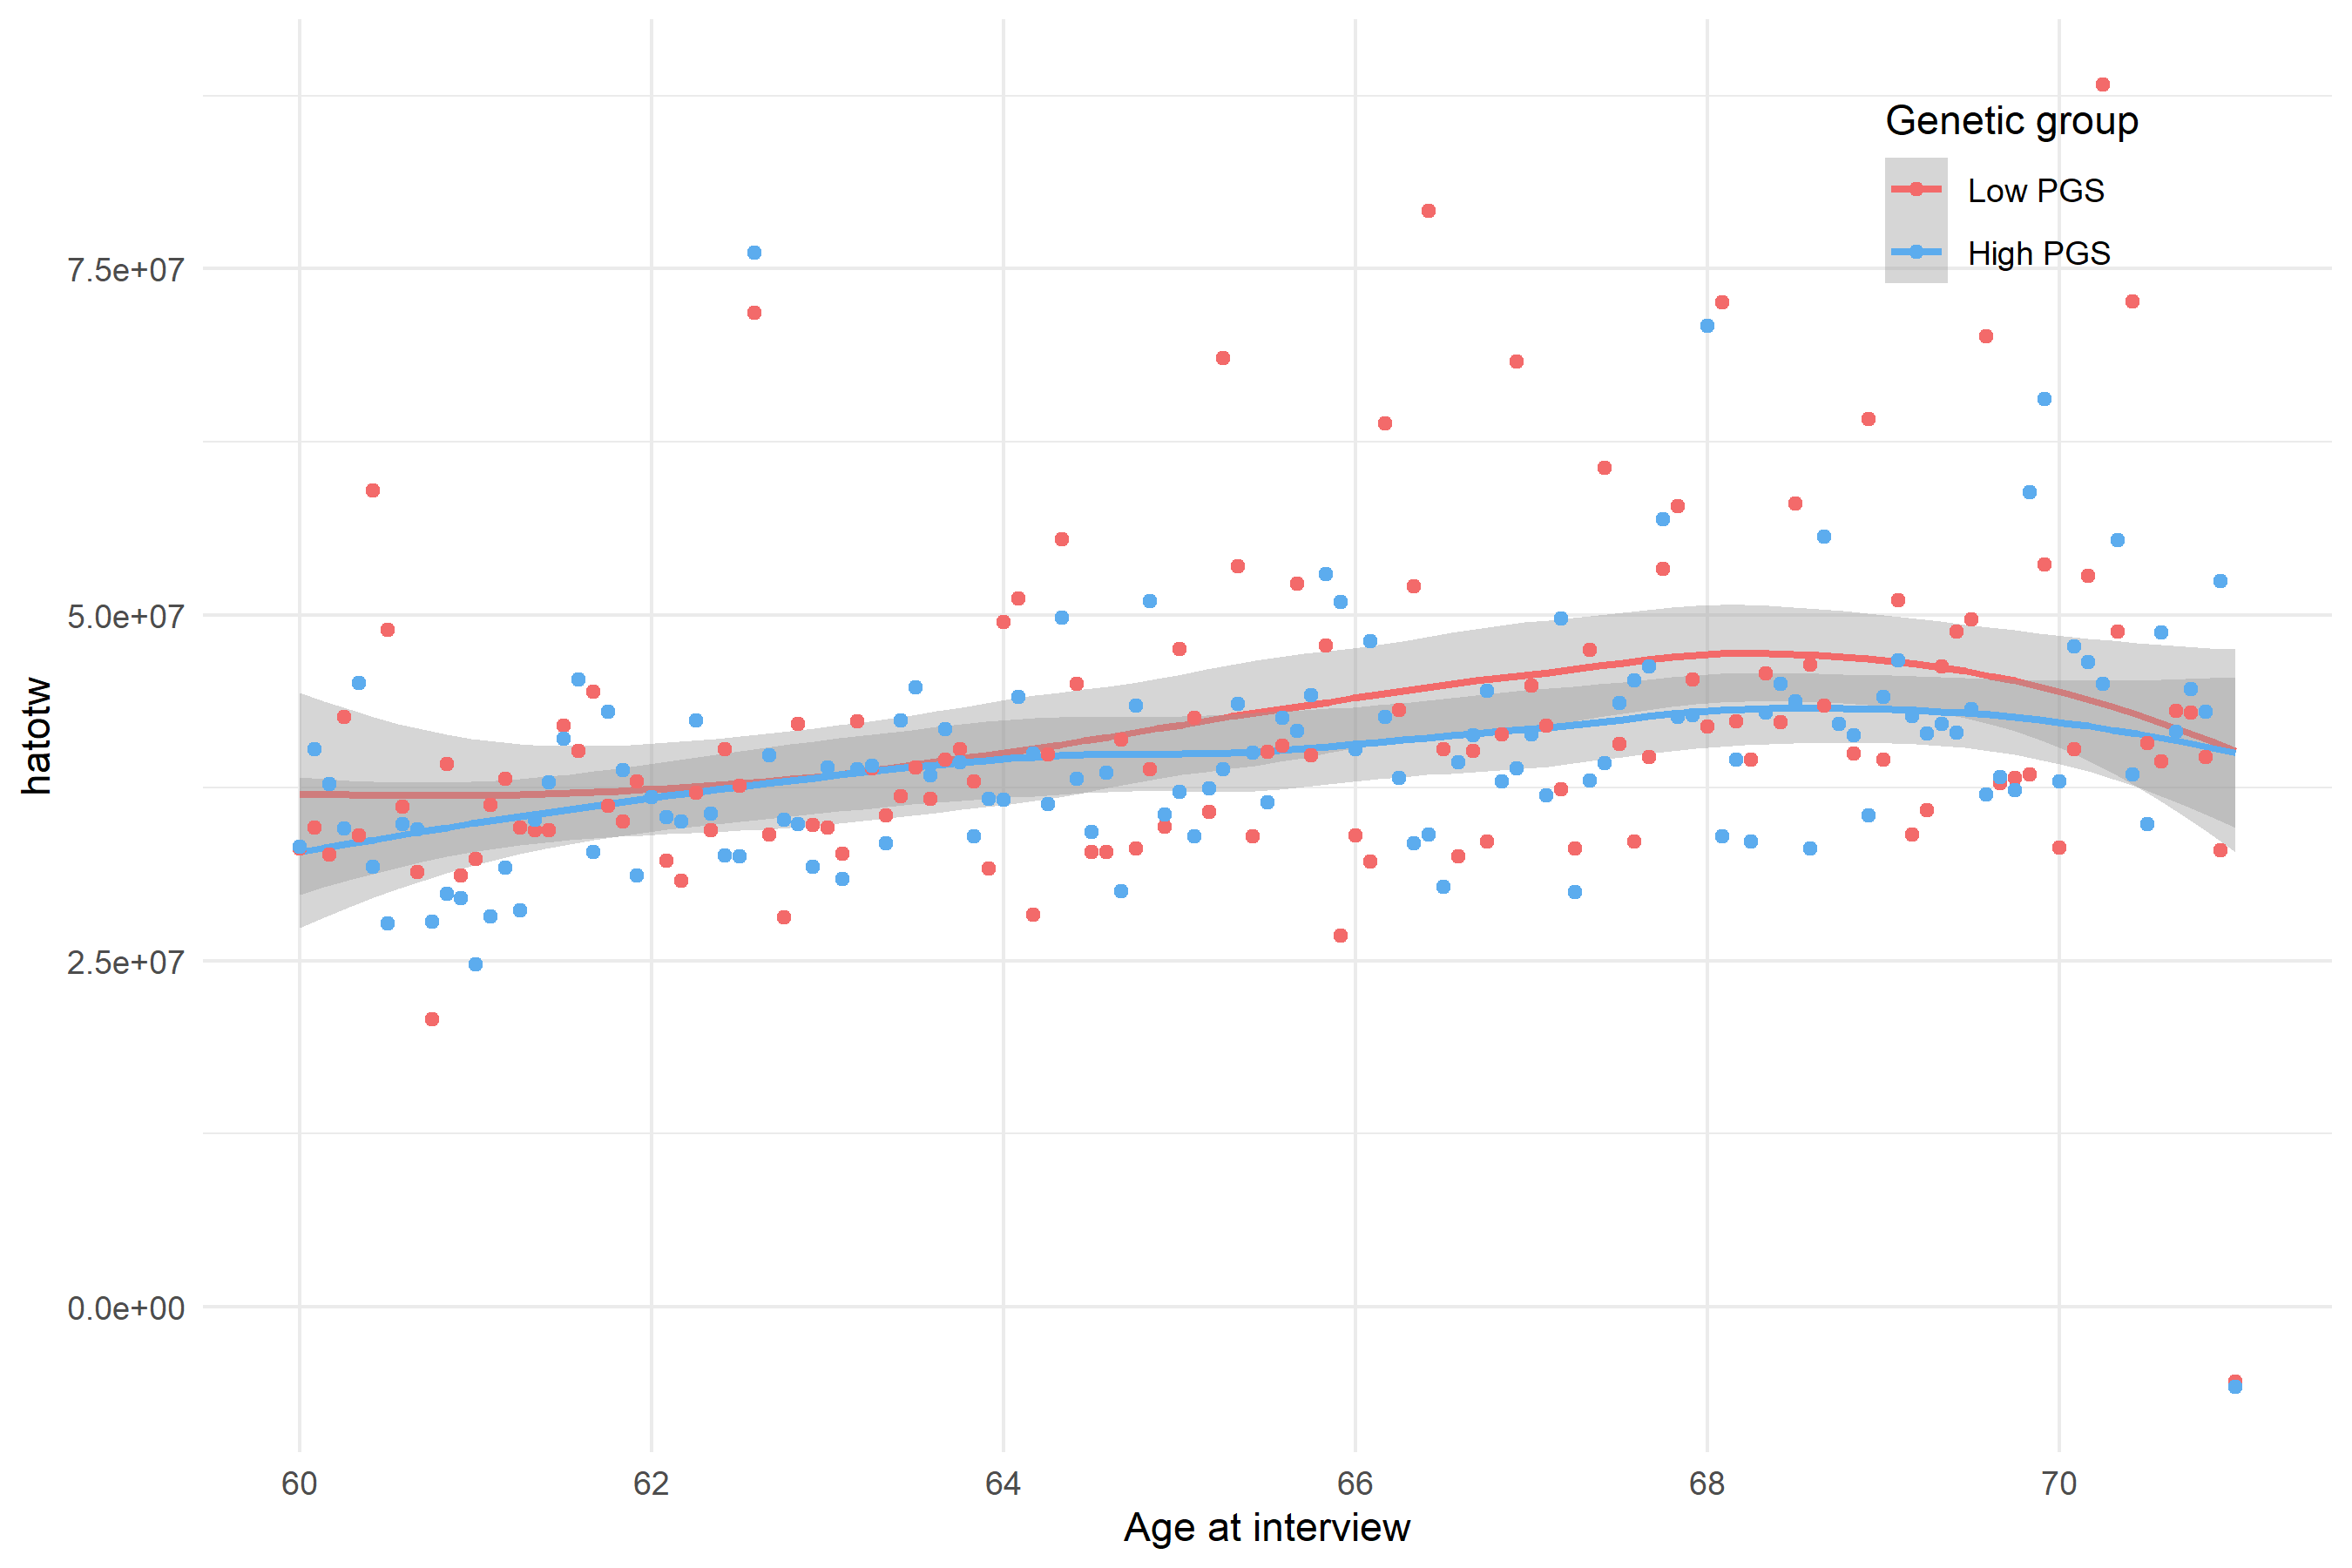 Genetic group
Low PGS
High PGS
7.5e+07
5.0e+07
2.5e+07
0.0e+00
hatotw
60 62 64 66 68 70
Age at interview